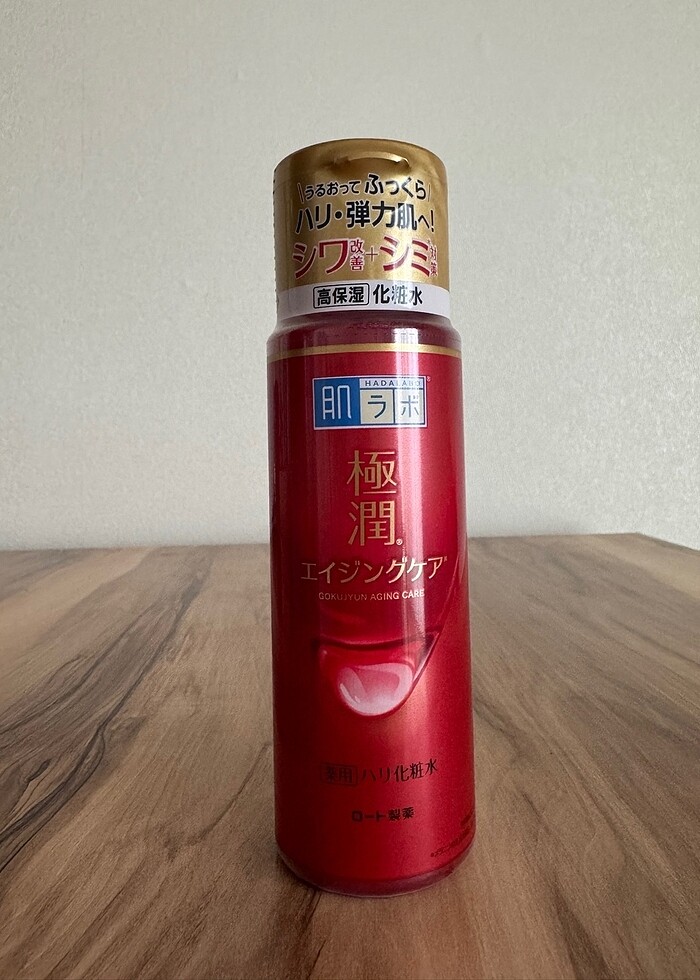 うるおって ふっくら
ハリ・弾力肌へ!
シワ改善+シミ対策
高保湿 化粧水
HADALABO®
肌ラボ
極
潤®
エイジングケア*
GOKUJYUN AGING CARE
薬用 ハリ化粧水
ロート製薬